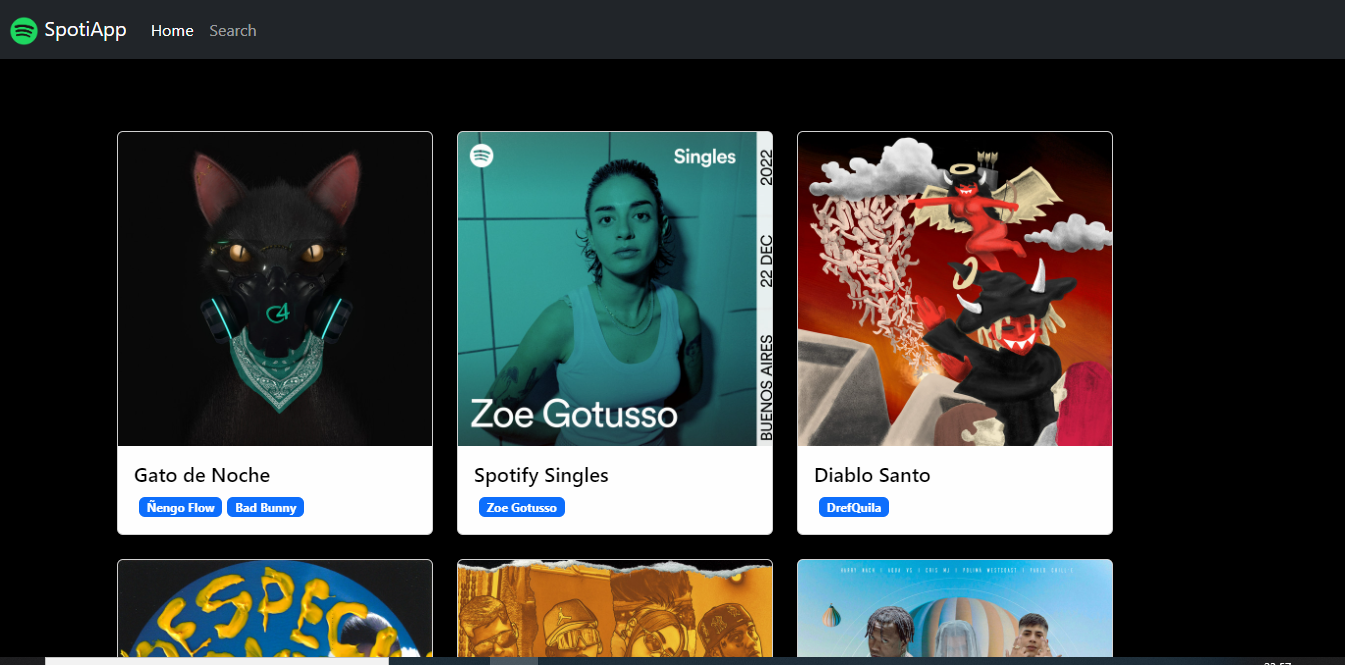 SpotiApp Home Search
Singles
2022
22 DEC
BUENOS AIRES
Zoe Gotusso
Gato de Noche
Ñengo Flow Bad Bunny
Spotify Singles
Zoe Gotusso
Diablo Santo
DrefQuila